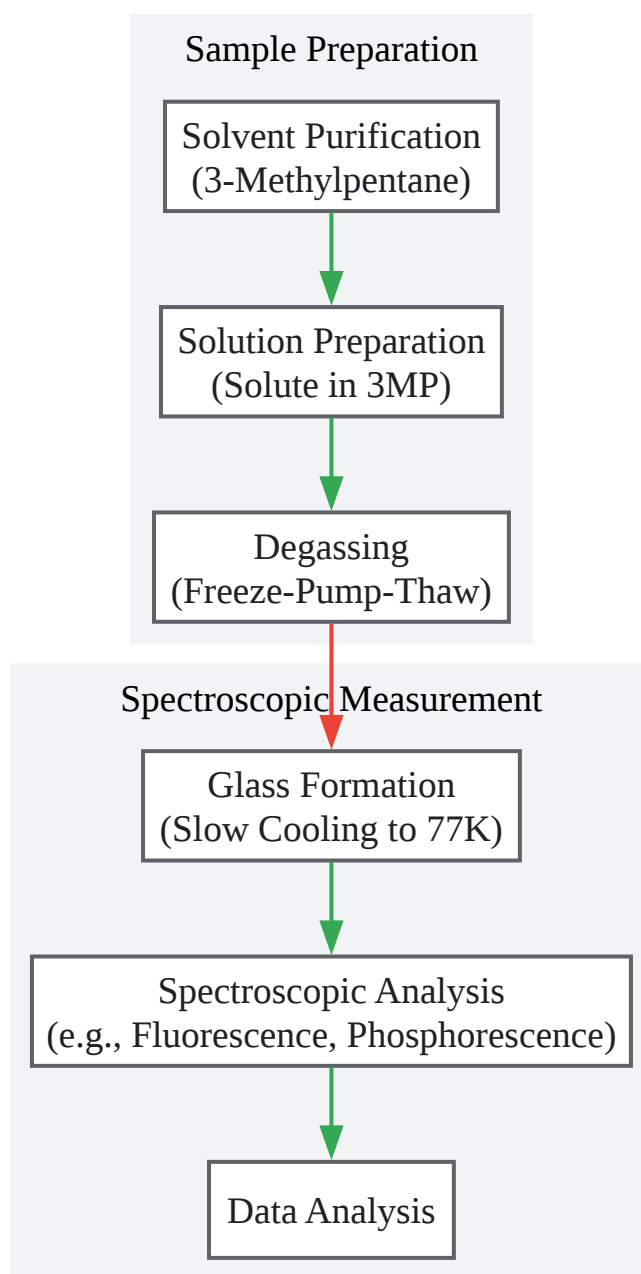 Sample Preparation
Solvent Purification
(3-Methylpentane)
Solution Preparation
(Solute in 3MP)
Degassing
(Freeze-Pump-Thaw)
Spectroscopic Measurement
Glass Formation
(Slow Cooling to 77K)
Spectroscopic Analysis
(e.g., Fluorescence, Phosphorescence)
Data Analysis